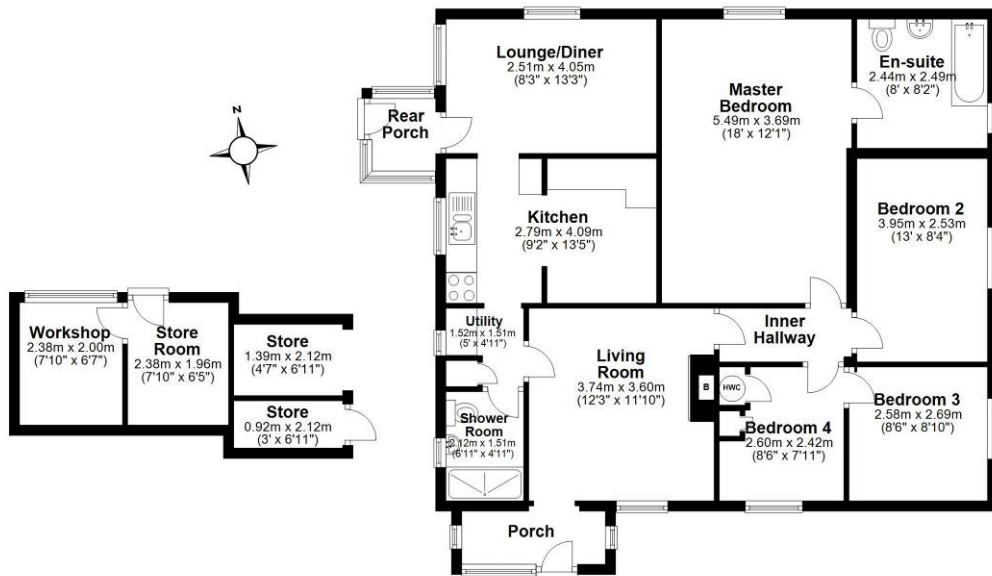 Lounge/Diner
2.51m x 4.05m
(8'3" x 13'3")
Master
Bedroom
5.49m x 3.69m
(18' x 12'1")
En-suite
2.44m x 2.49m
(8' x 8'2")
Rear
Porch
N
Kitchen
2.79m x 4.09m
(9'2" x 13'5")
Bedroom 2
3.95m x 2.53m
(13' x 8'4")
Workshop
2.38m x 2.00m
(7'10" x 6'7")
Store
Room
2.38m x 1.96m
(7'10" x 6'5")
Store
1.39m x 2.12m
(4'7" x 6'11")
Store
0.92m x 2.12m
(3' x 6'11")
Utility
1.52m x 1.51m
(5' x 4'11")
Living
Room
3.74m x 3.60m
(12'3" x 11'10")
Inner
Hallway
B
HWC
Shower
Room
2.12m x 1.51m
(6'11" x 4'11")
Bedroom 4
2.60m x 2.42m
(8'6" x 7'11")
Bedroom 3
2.58m x 2.69m
(8'6" x 8'10")
Porch